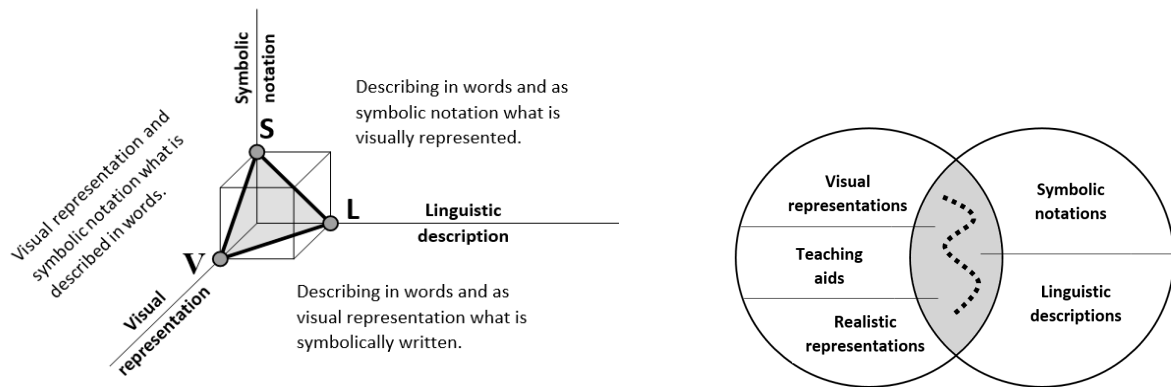 Symbolic
notation
S
Describing in words and as
symbolic notation what is
visually represented.
Visual representation and
symbolic notation what is
described in words.
L
Linguistic
description
V
Visual
representation
Describing in words and as
visual representation what is
symbolically written.
Visual
representations
Teaching
aids
Realistic
representations
Symbolic
notations
Linguistic
descriptions